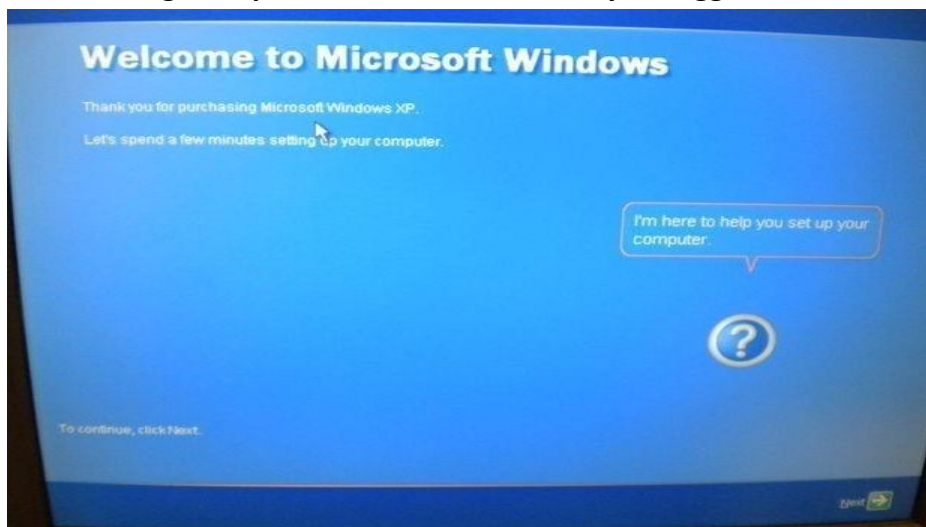 Welcome to Microsoft Windows
Thank you for purchasing Microsoft Windows XP.
Let's spend a few minutes setting up your computer.
I'm here to help you set up your
computer.
?
To continue, click Next.
Next